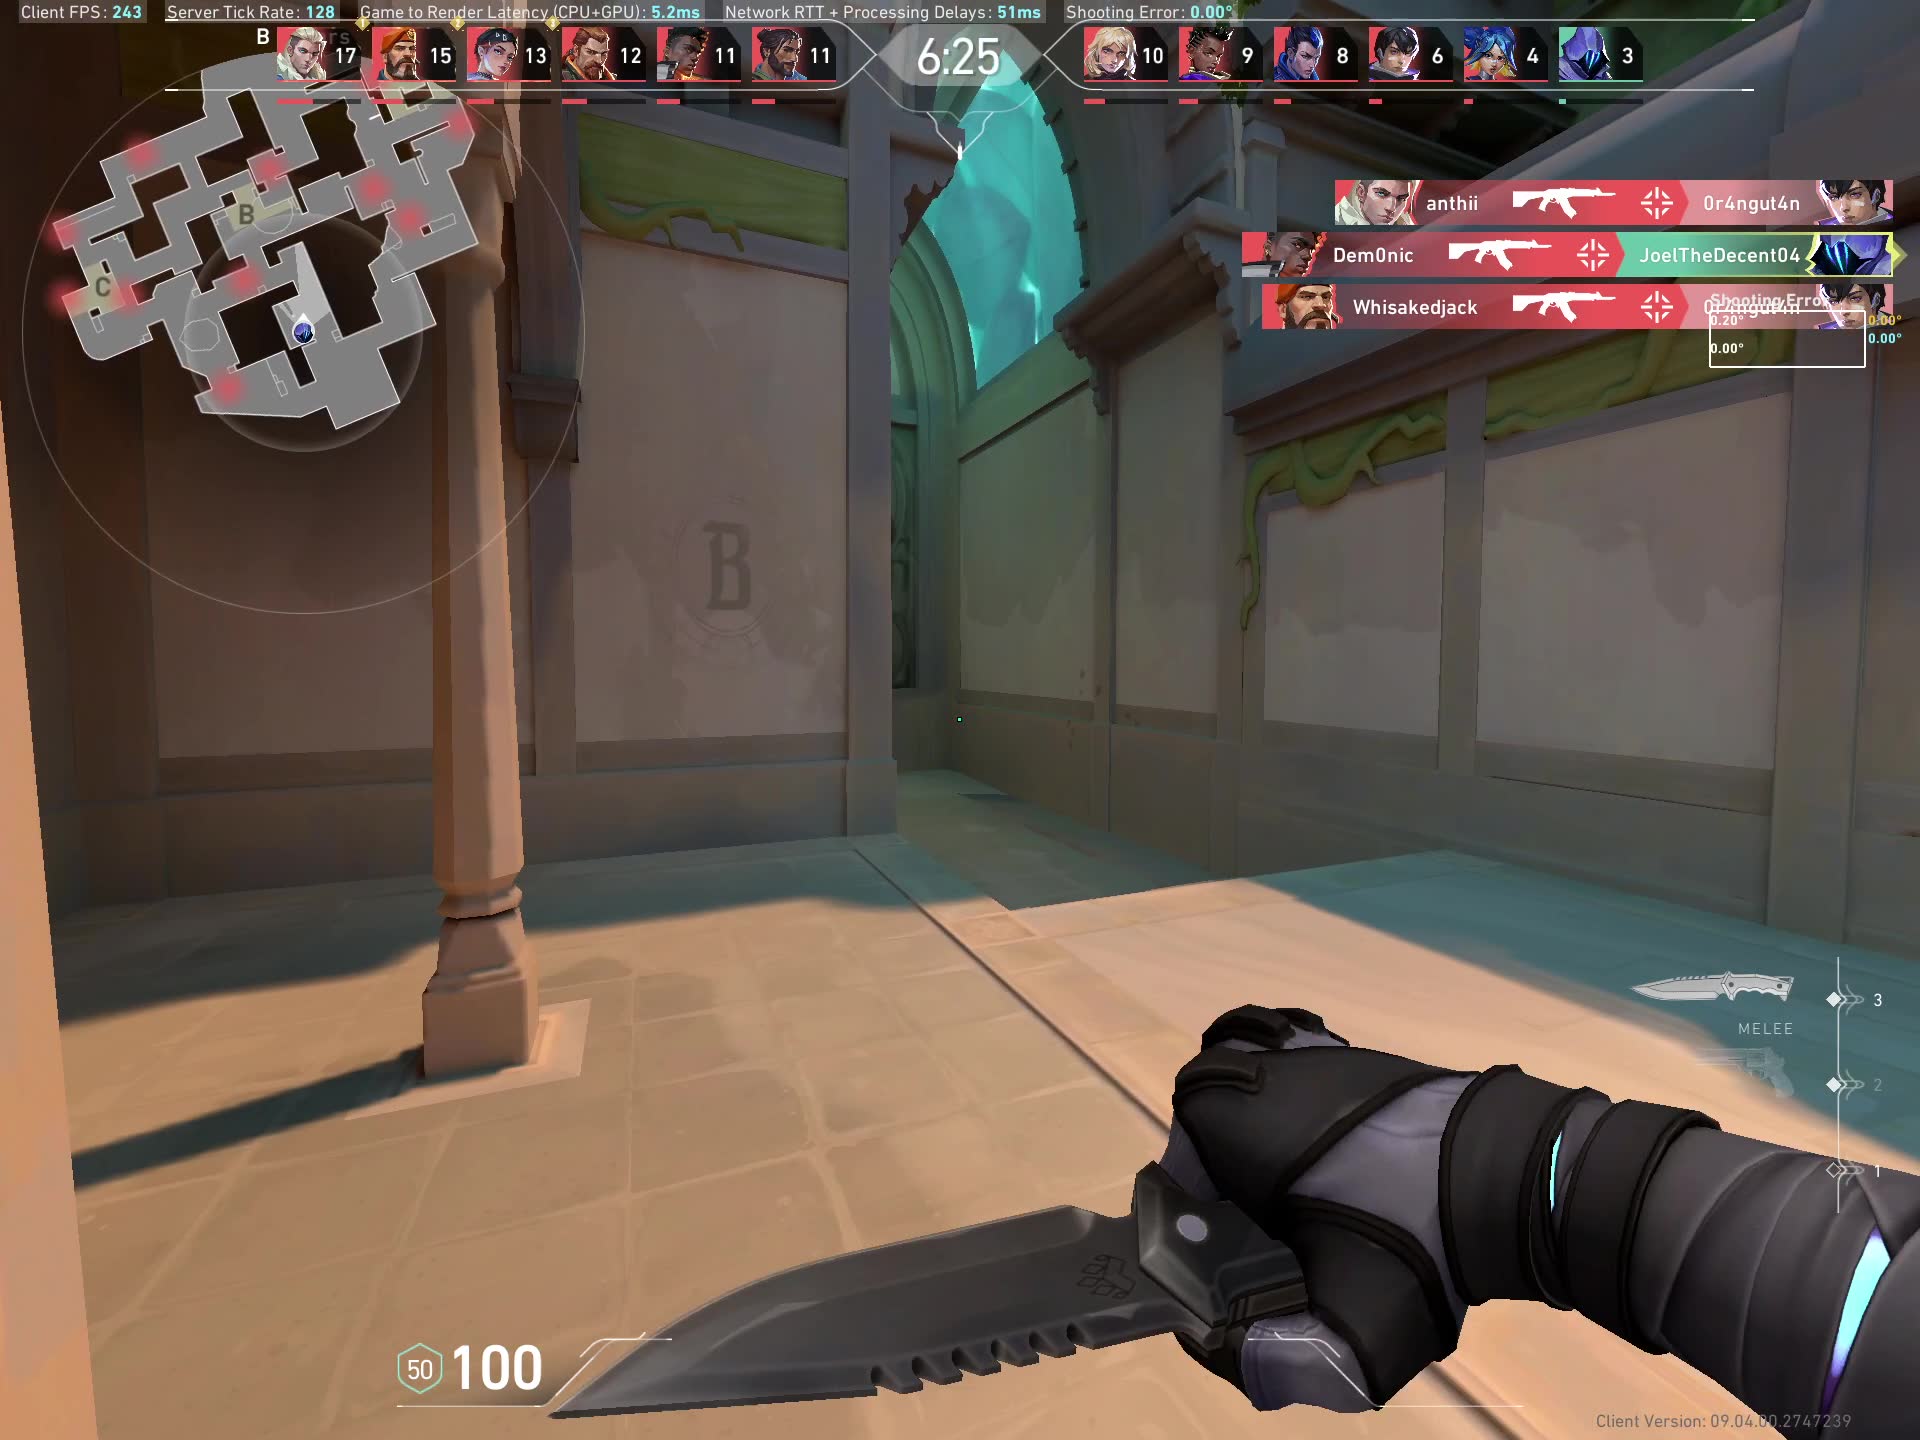 Client FPS: 243 Server Tick Rate: 128 Game to Render Latency (CPU+GPU): 5.2ms Network RTT + Processing Delays: 51ms Shooting Error: 0.00°
B
17 15 13 12 11 11 6:25 10 9 8 6 4 3
B
C
anthii 0r4ngut4n
Dem0nic JoelTheDecent04
Whisakedjack 0r4ngut4n
Shooting Error
0.20° 0.00°
0.00° 0.00°
B
3
MELEE
2
1
50 100
Client Version: 09.04.00.2747239